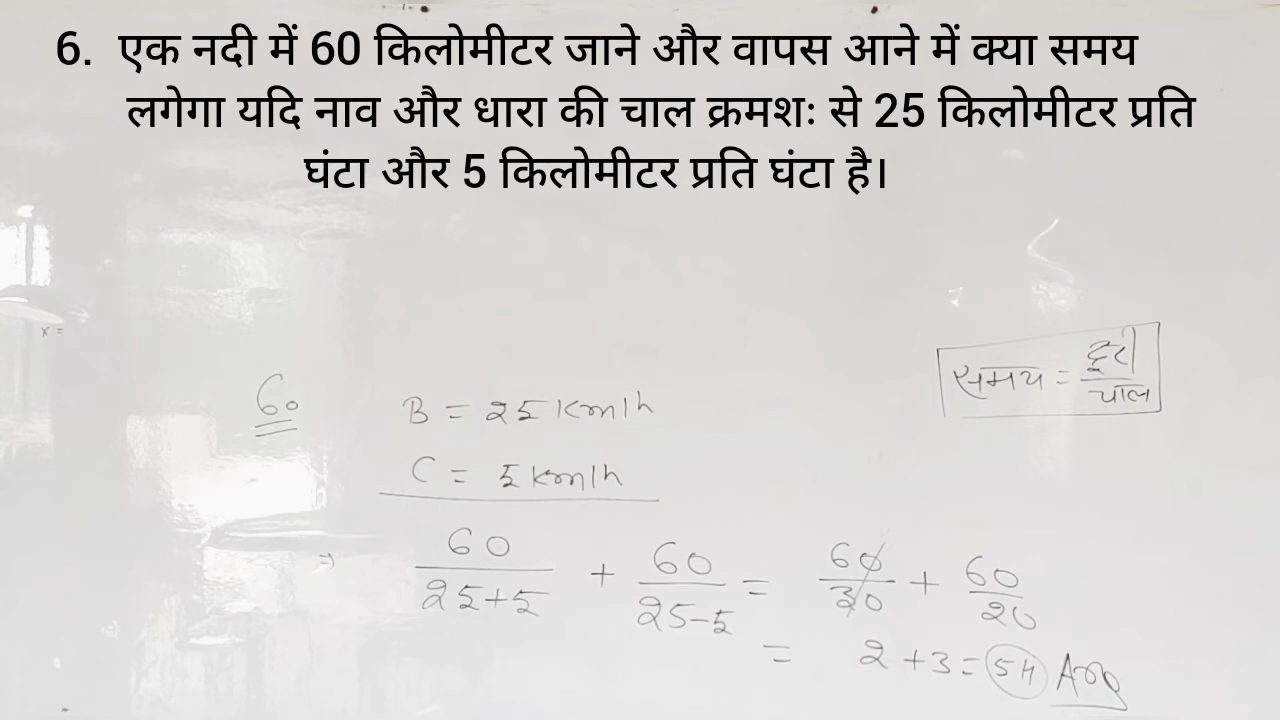 6. एक नदी में 60 किलोमीटर जाने और वापस आने में क्या समय
लगेगा यदि नाव और धारा की चाल क्रमशः से 25 किलोमीटर प्रति
घंटा और 5 किलोमीटर प्रति घंटा है।
x =
समय = दूरी / चाल
60
B = 25 Km/h
C = 5 Km/h
⇒ 60/25+5 + 60/25-5 = 60/30 + 60/20
= 2 + 3 = 5H Ans